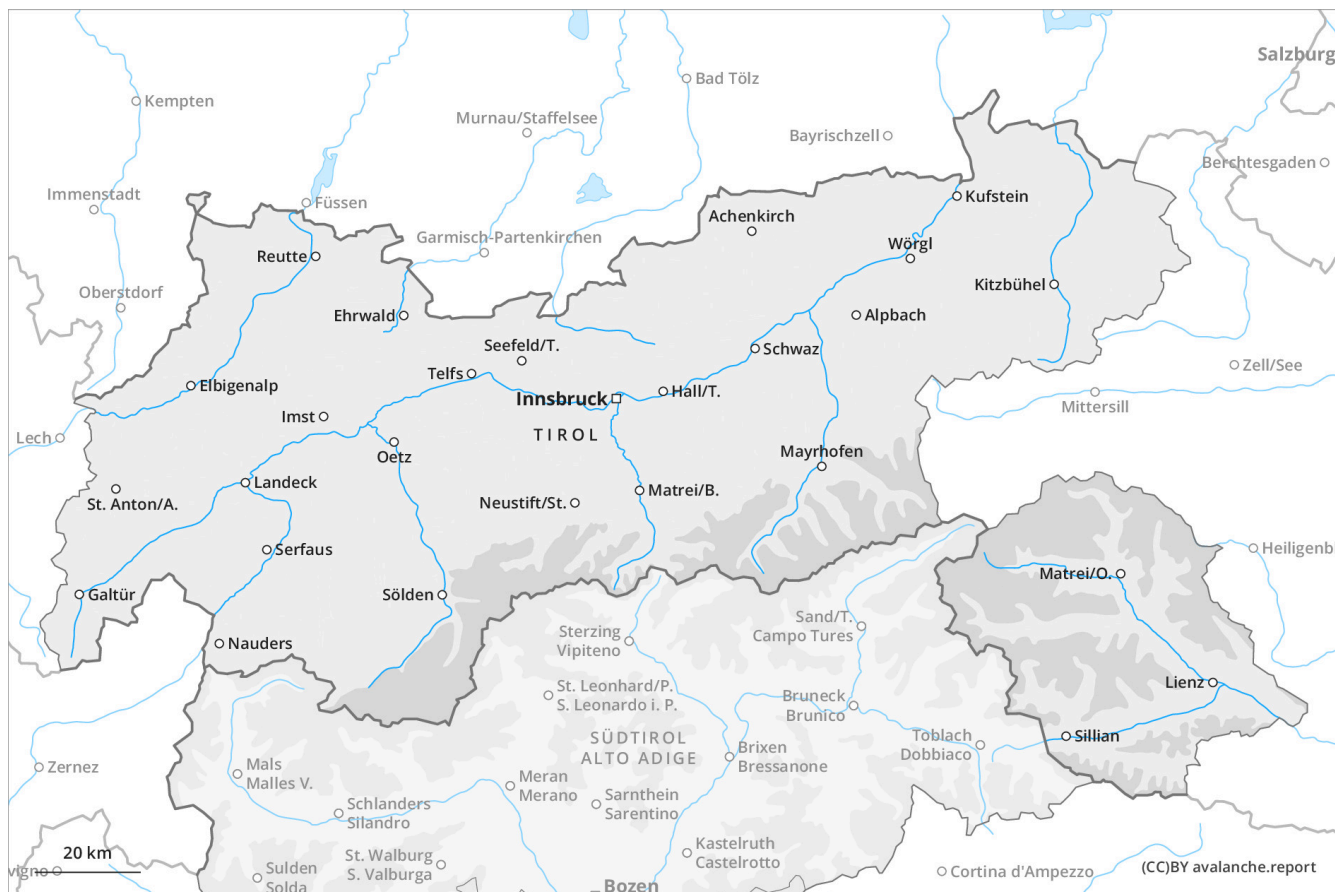 Salzburg
Kempten
Bad Tölz
Murnau/Staffelsee
Bayrischzell
Berchtesgaden
Immenstadt
Füssen
Kufstein
Achenkirch
Garmisch-Partenkirchen
Wörgl
Reutte
Kitzbühel
Oberstdorf
Ehrwald
Alpbach
Seefeld/T.
Schwaz
Zell/See
Telfs
Elbigenalp
Innsbruck
Hall/T.
Mittersill
Imst
Lech
TIROL
Oetz
Mayrhofen
Landeck
St. Anton/A.
Neustift/St.
Matrei/B.
Serfaus
Heiligenb
Matrei/O.
Galtür
Sölden
Sand/T.
Campo Tures
Sterzing
Vipiteno
Nauders
Lienz
St. Leonhard/P.
S. Leonardo i. P.
Bruneck
Brunico
SÜDTIROL
ALTO ADIGE
Toblach
Dobbiaco
Sillian
Brixen
Bressanone
Zernez
Mals
Malles V.
Meran
Merano
Schlanders
Silandro
Sarnthein
Sarentino
Kastelruth
Castelrotto
20 km
St. Walburg
S. Valburga
vigno
Sulden
Solda
Bozen
Cortina d'Ampezzo
(CC)BY avalanche.report